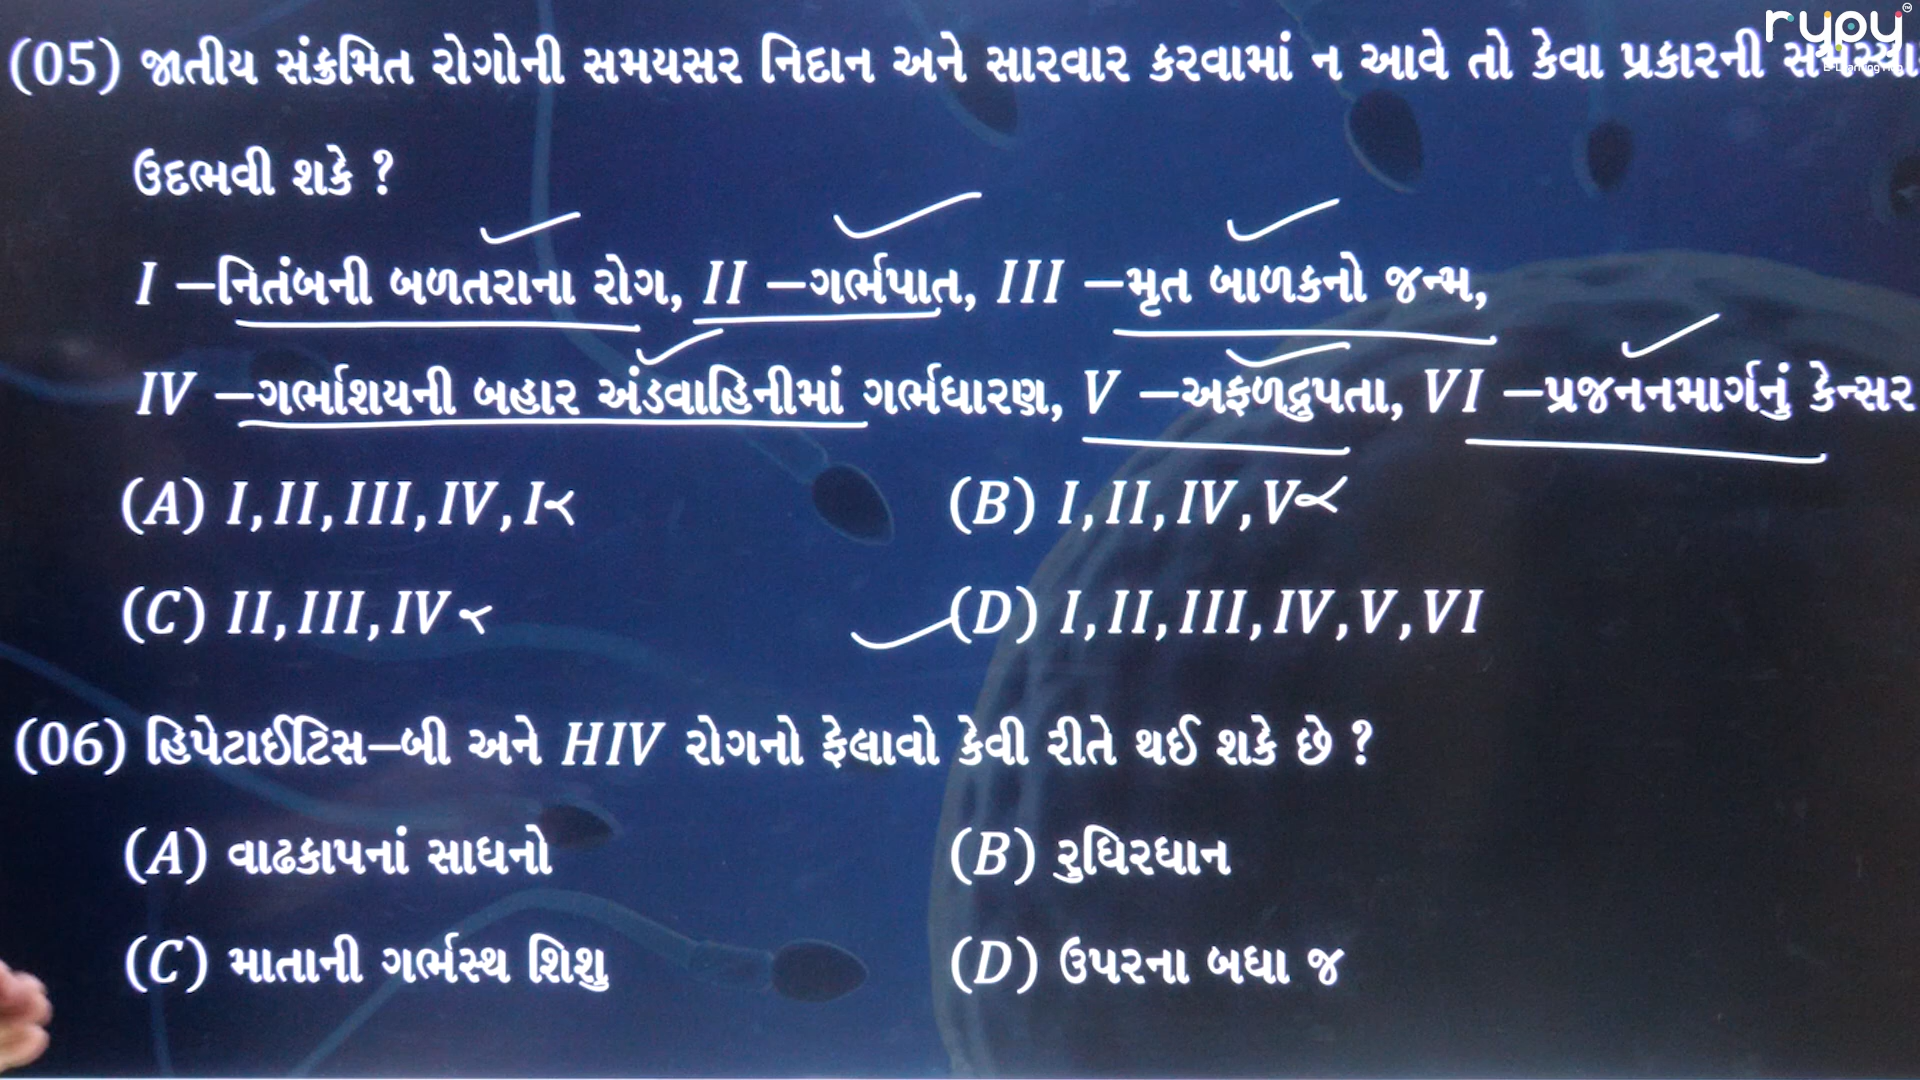 rypy
(05) જાતીય સંક્રમિત રોગોની સમયસર નિદાન અને સારવાર કરવામાં ન આવે તો કેવા પ્રકારની
ઉદભવી શકે ?
I –નિતંબની બળતરાના રોગ, II –ગર્ભપાત, III –મૃત બાળકનો જન્મ,
IV –ગર્ભાશયની બહાર અંડવાહિનીમાં ગર્ભધારણ, V –અફળદ્રુપતા, VI –પ્રજનનમાર્ગનું કેન્સર
(A) I, II, III, IV, I (B) I, II, IV, V
(C) II, III, IV (D) I, II, III, IV, V, VI
(06) હિપેટાઈટિસ–બી અને HIV રોગનો ફેલાવો કેવી રીતે થઈ શકે છે ?
(A) વાઢકાપનાં સાધનો (B) રુધિરધાન
(C) માતાની ગર્ભસ્થ શિશુ (D) ઉપરના બધા જ